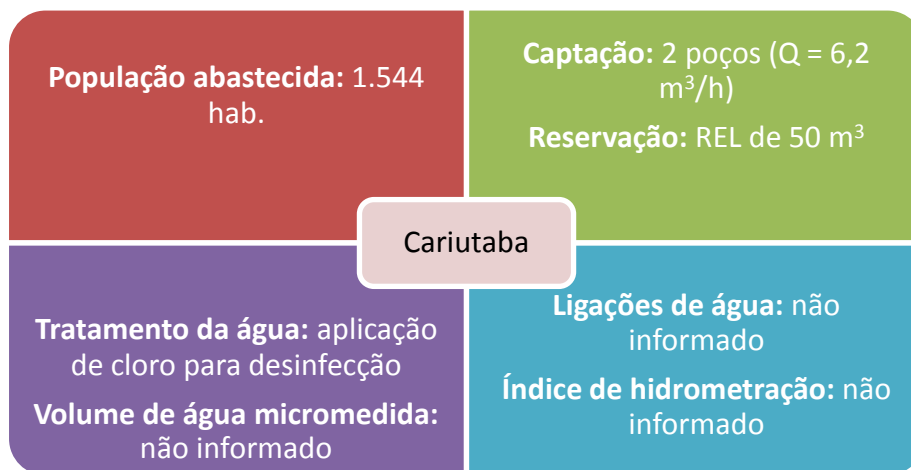 População abastecida: 1.544
hab.
Captação: 2 poços (Q = 6,2
m³/h)
Reservação: REL de 50 m³
Cariutaba
Tratamento da água: aplicação
de cloro para desinfecção
Volume de água micromedida:
não informado
Ligações de água: não
informado
Índice de hidrometração: não
informado